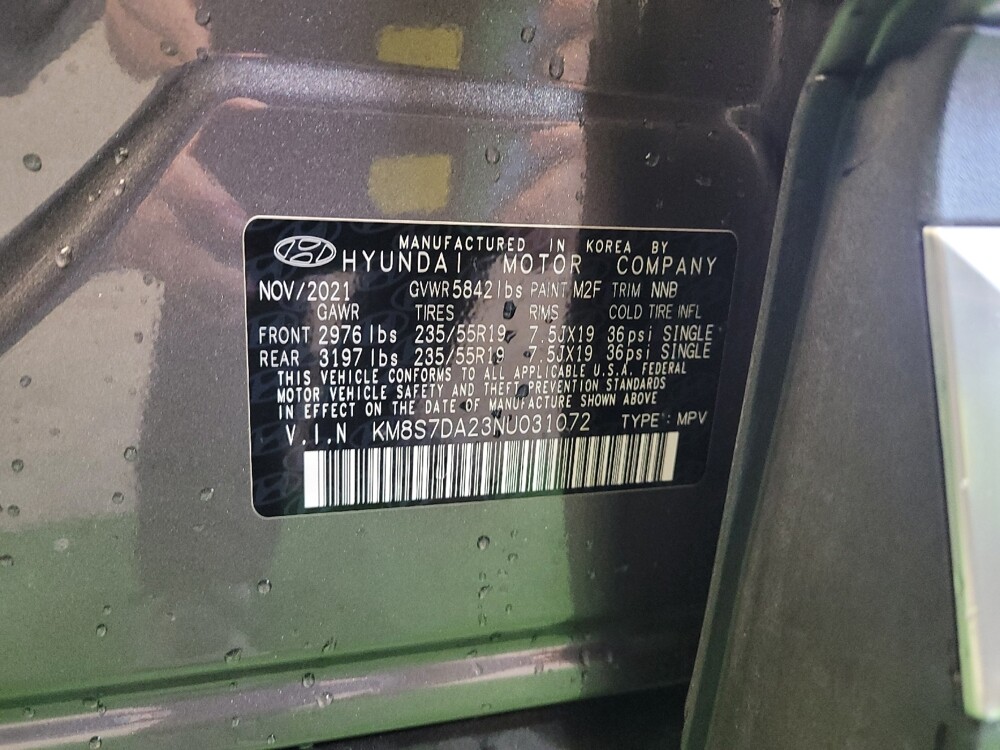 MANUFACTURED IN KOREA BY
HYUNDAI MOTOR COMPANY
NOV/2021 GVWR 5842 lbs PAINT M2F TRIM NNB
GAWR TIRES RIMS COLD TIRE INFL
FRONT 2976 lbs 235/55R19 7.5JX19 36psi SINGLE
REAR 3197 lbs 235/55R19 7.5JX19 36psi SINGLE
THIS VEHICLE CONFORMS TO ALL APPLICABLE U.S.A. FEDERAL
MOTOR VEHICLE SAFETY AND THEFT PREVENTION STANDARDS
IN EFFECT ON THE DATE OF MANUFACTURE SHOWN ABOVE
V.I.N KM8S7DA23NU031072 TYPE : MPV